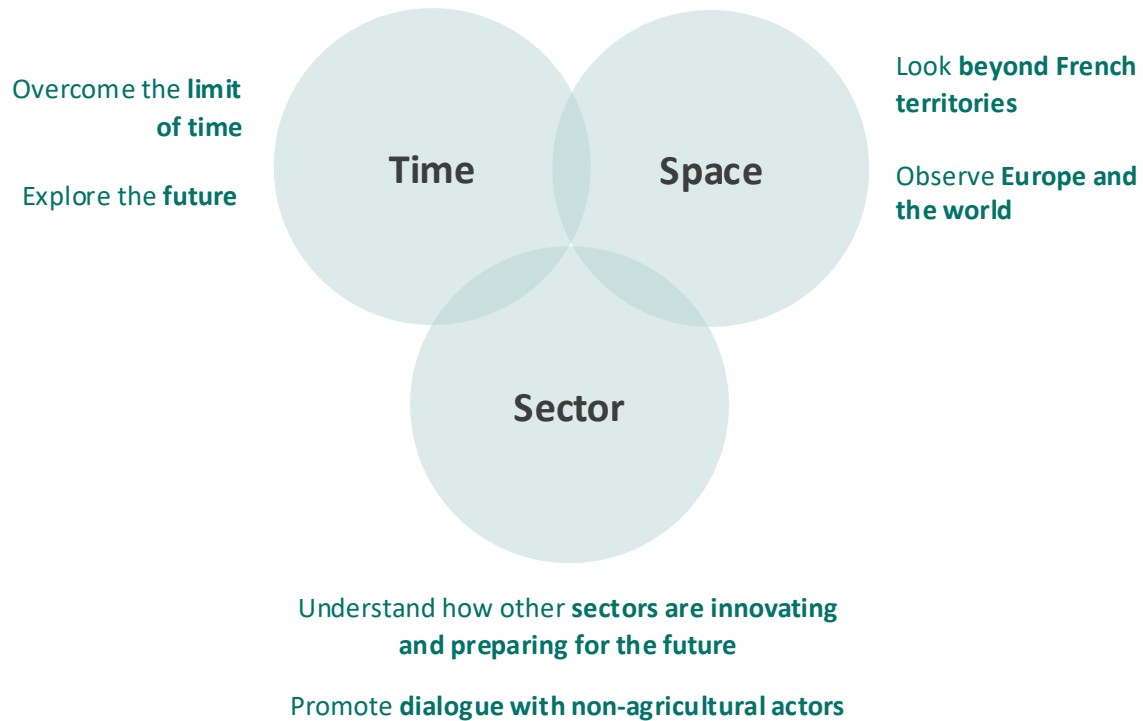 Overcome the limit
of time
Explore the future
Time
Space
Look beyond French
territories
Observe Europe and
the world
Sector
Understand how other sectors are innovating
and preparing for the future
Promote dialogue with non-agricultural actors